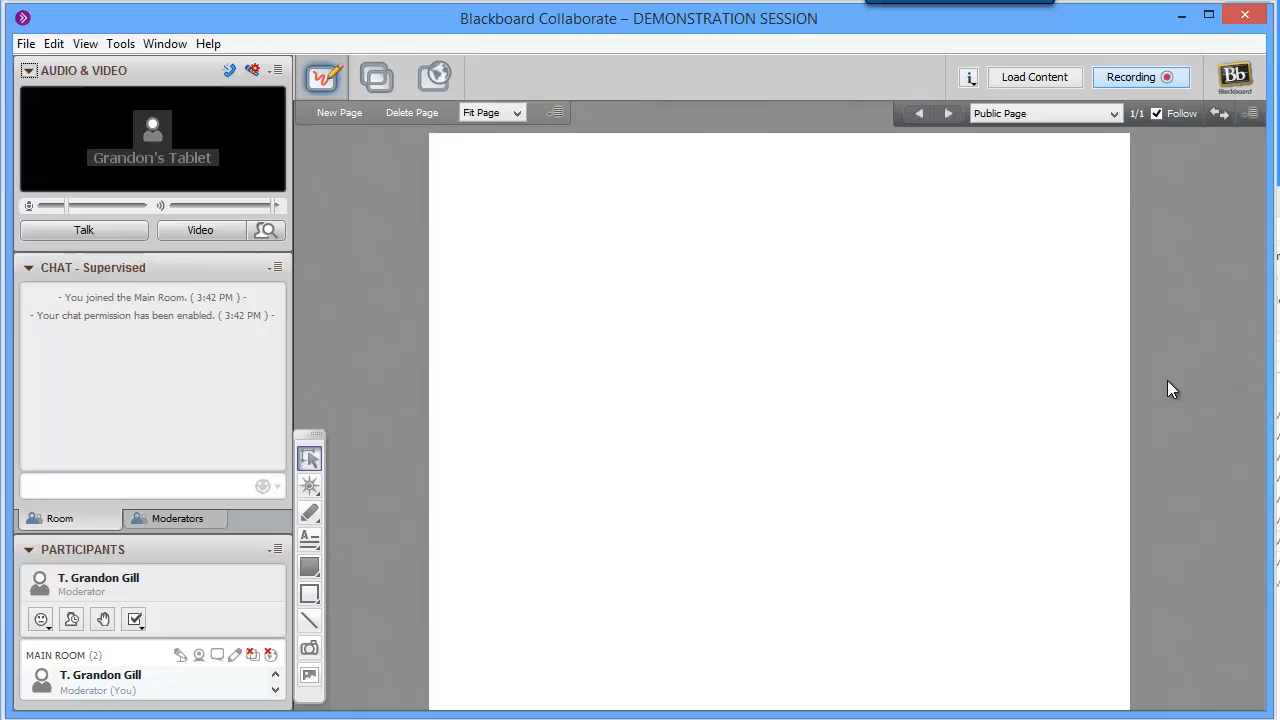 Blackboard Collaborate – DEMONSTRATION SESSION
File Edit View Tools Window Help
AUDIO & VIDEO
Load Content
Recording
Bb
Blackboard
New Page
Delete Page
Fit Page
Public Page
1/1
Follow
Grandon's Tablet
Talk
Video
CHAT - Supervised
- You joined the Main Room. ( 3:42 PM ) -
- Your chat permission has been enabled. ( 3:42 PM ) -
Room
Moderators
PARTICIPANTS
T. Grandon Gill
Moderator
MAIN ROOM (2)
T. Grandon Gill
Moderator (You)